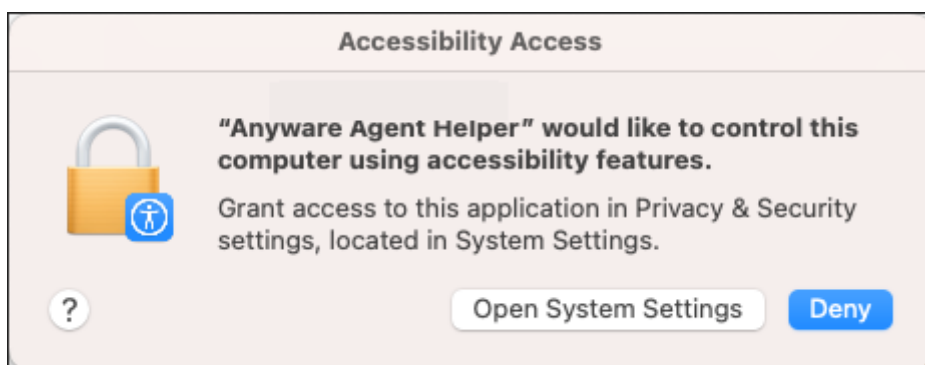 Accessibility Access
“Anyware Agent Helper” would like to control this
computer using accessibility features.
Grant access to this application in Privacy & Security
settings, located in System Settings.
?
Open System Settings
Deny